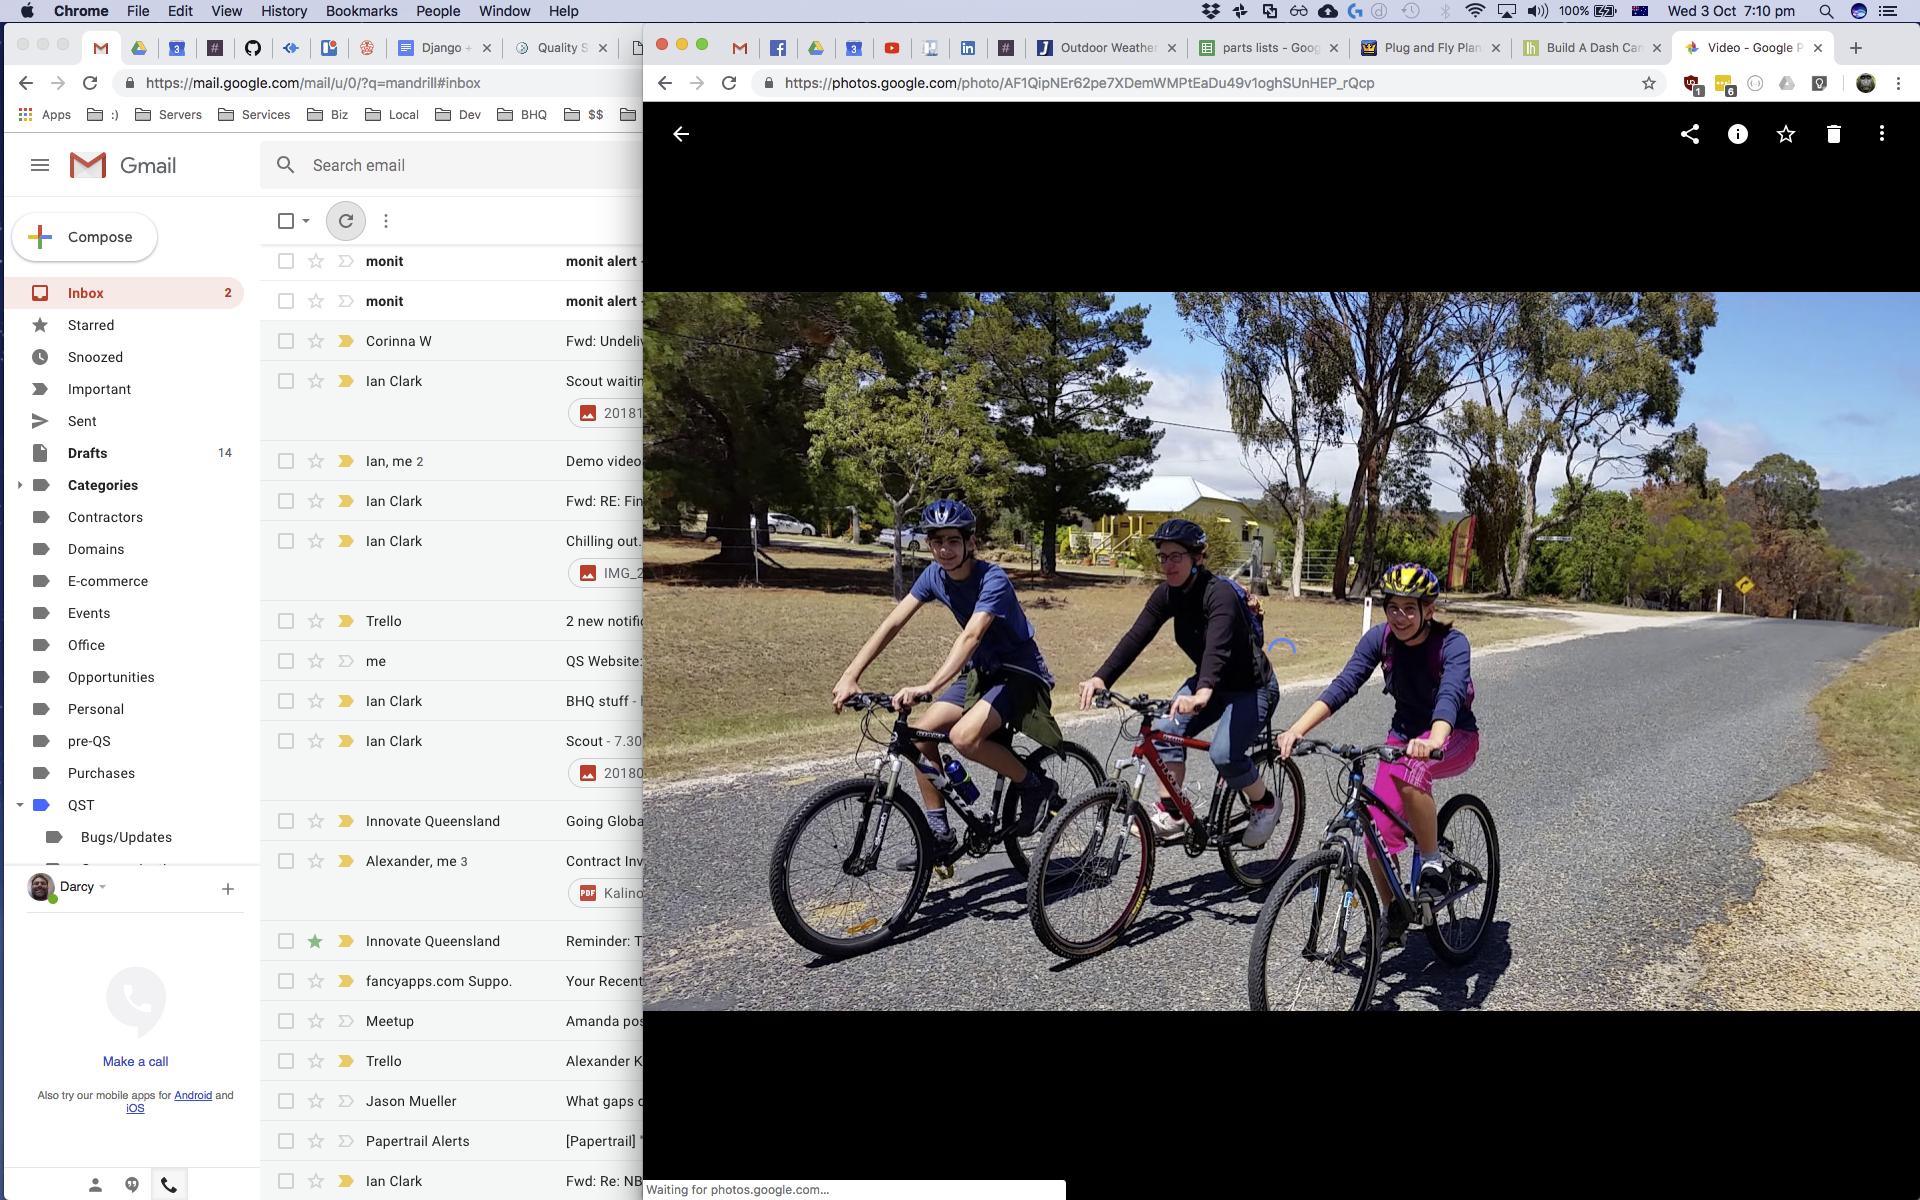 Chrome File Edit View History Bookmarks People Window Help
100% Wed 3 Oct 7:10 pm
3 Django + Quality S
https://mail.google.com/mail/u/0/?q=mandrill#inbox
Apps :) Servers Services Biz Local Dev BHQ $$
Gmail
Search email
Compose
Inbox 2
Starred
Snoozed
Important
Sent
Drafts 14
Categories
Contractors
Domains
E-commerce
Events
Office
Opportunities
Personal
pre-QS
Purchases
QST
Bugs/Updates
Darcy
Make a call
Also try our mobile apps for Android and
iOS
monit monit alert -
monit monit alert -
Corinna W Fwd: Undeliv
Ian Clark Scout waitin
20181
Ian, me 2 Demo video
Ian Clark Fwd: RE: Fin
Ian Clark Chilling out.
IMG_2
Trello 2 new notific
me QS Website:
Ian Clark BHQ stuff -
Ian Clark Scout - 7.30
20180
Innovate Queensland Going Globa
Alexander, me 3 Contract Inv
PDF Kalino
Innovate Queensland Reminder: T
fancyapps.com Suppo. Your Recent
Meetup Amanda pos
Trello Alexander K
Jason Mueller What gaps
Papertrail Alerts [Papertrail] "
Ian Clark Fwd: Re: NB
3 Outdoor Weather parts lists - Goog Plug and Fly Plan Build A Dash Can Video - Google P
https://photos.google.com/photo/AF1QipNEr62pe7XDemWMPtEaDu49v1oghSUnHEP_rQcp
1 6
Waiting for photos.google.com...